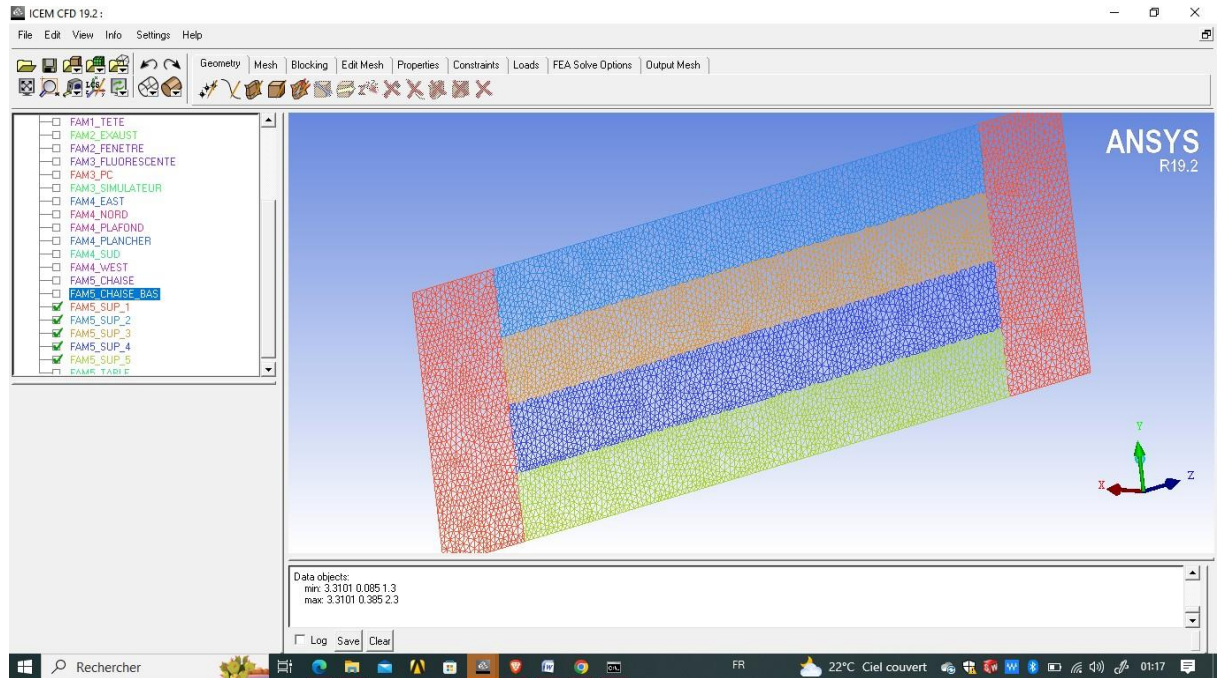 ICEM CFD 19.2 :
File Edit View Info Settings Help
Geometry Mesh Blocking Edit Mesh Properties Constraints Loads FEA Solve Options Output Mesh
FAM1_TETE
FAM2_EXAUST
FAM2_FENETRE
FAM3_FLUORESCENTE
FAM3_PC
FAM3_SIMULATEUR
FAM4_EAST
FAM4_NORD
FAM4_PLAFOND
FAM4_PLANCHER
FAM4_SUD
FAM4_WEST
FAM5_CHAISE
FAM5_CHAISE_BAS
FAM5_SUP_1
FAM5_SUP_2
FAM5_SUP_3
FAM5_SUP_4
FAM5_SUP_5
FAM5_TABLE
ANSYS
R19.2
Y
X
Z
Data objects:
min: 3.3101 0.085 1.3
max: 3.3101 0.385 2.3
Log Save Clear
Rechercher
FR
22°C Ciel couvert
01:17